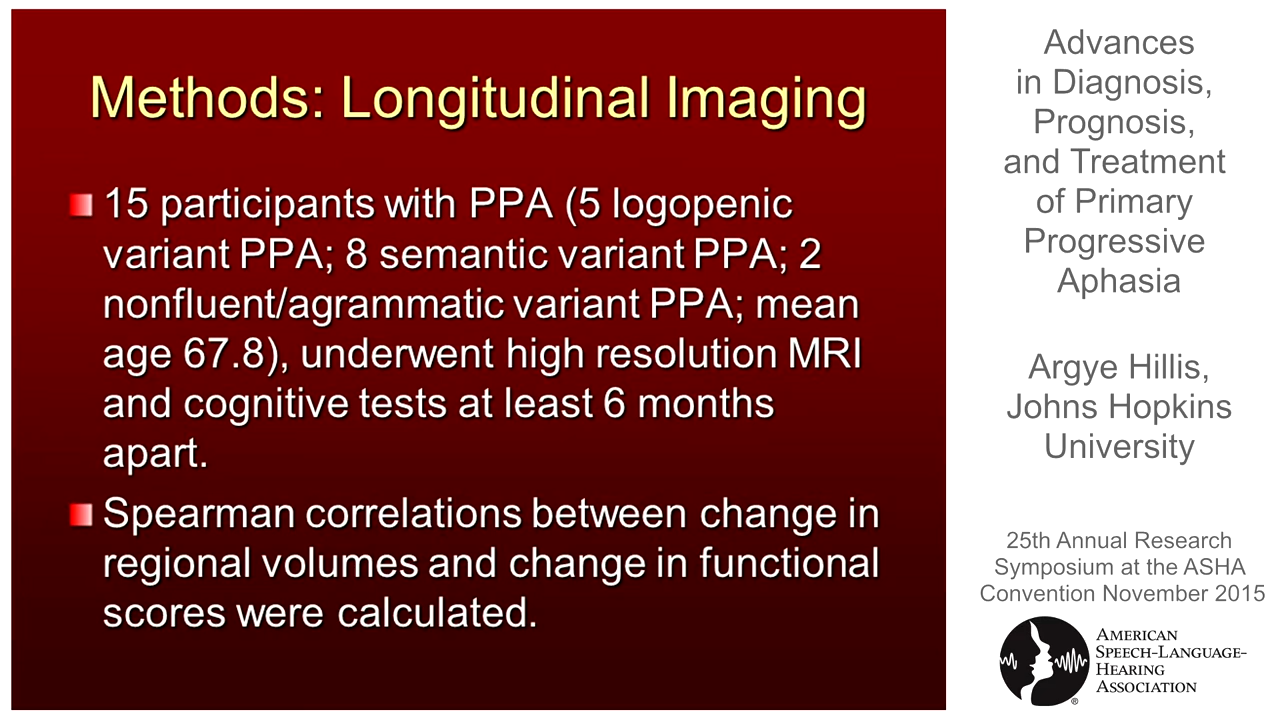 Methods: Longitudinal Imaging
15 participants with PPA (5 logopenic
variant PPA; 8 semantic variant PPA; 2
nonfluent/agrammatic variant PPA; mean
age 67.8), underwent high resolution MRI
and cognitive tests at least 6 months
apart.
Spearman correlations between change in
regional volumes and change in functional
scores were calculated.
Advances
in Diagnosis,
Prognosis,
and Treatment
of Primary
Progressive
Aphasia
Argye Hillis,
Johns Hopkins
University
25th Annual Research
Symposium at the ASHA
Convention November 2015
AMERICAN
SPEECH-LANGUAGE-
HEARING
ASSOCIATION
®